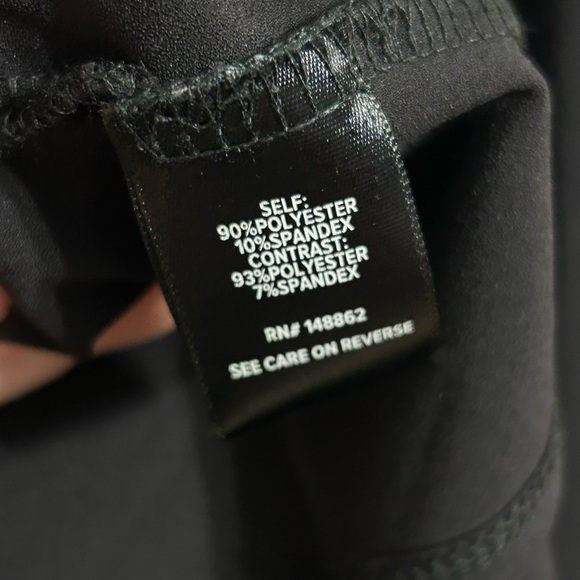 SELF:
90%POLYESTER
10%SPANDEX
CONTRAST:
93%POLYESTER
7%SPANDEX
RN# 148862
SEE CARE ON REVERSE